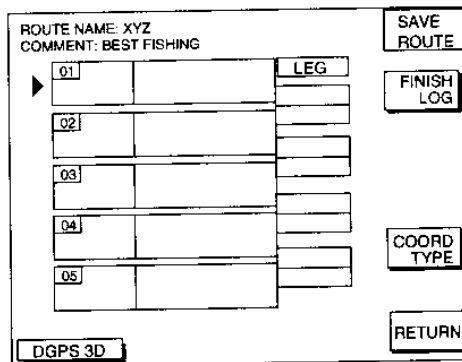 ROUTE NAME: XYZ
COMMENT: BEST FISHING
SAVE
ROUTE
FINISH
LOG
01
LEG
02
03
04
05
COORD
TYPE
RETURN
DGPS 3D